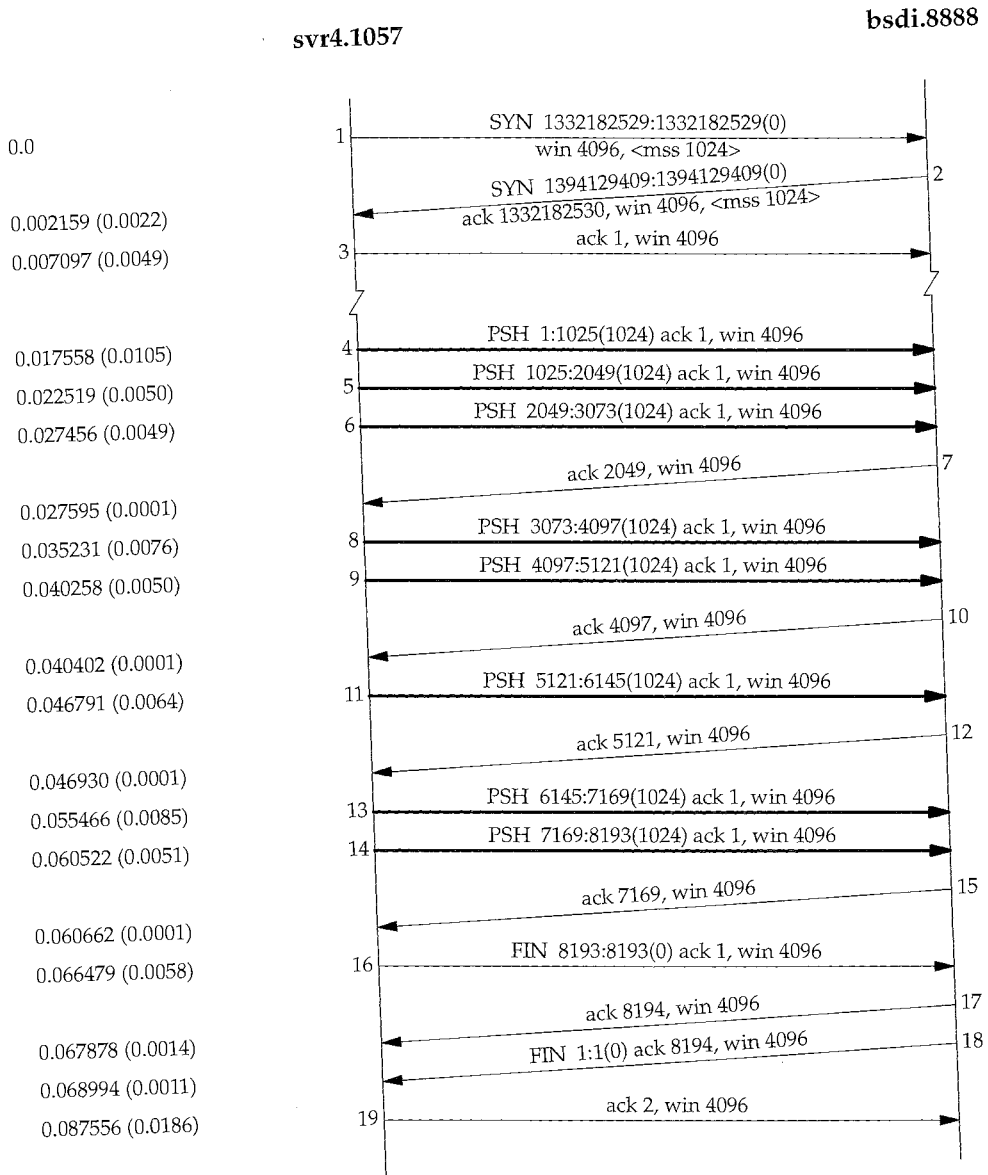 svr4.1057
bsdi.8888
0.0
1
SYN 1332182529:1332182529(0)
win 4096, <mss 1024>
SYN 1394129409:1394129409(0)
2
0.002159 (0.0022)
ack 1332182530, win 4096, <mss 1024>
0.007097 (0.0049)
3
ack 1, win 4096
0.017558 (0.0105)
4
PSH 1:1025(1024) ack 1, win 4096
0.022519 (0.0050)
5
PSH 1025:2049(1024) ack 1, win 4096
0.027456 (0.0049)
6
PSH 2049:3073(1024) ack 1, win 4096
ack 2049, win 4096
7
0.027595 (0.0001)
0.035231 (0.0076)
8
PSH 3073:4097(1024) ack 1, win 4096
0.040258 (0.0050)
9
PSH 4097:5121(1024) ack 1, win 4096
ack 4097, win 4096
10
0.040402 (0.0001)
0.046791 (0.0064)
11
PSH 5121:6145(1024) ack 1, win 4096
ack 5121, win 4096
12
0.046930 (0.0001)
0.055466 (0.0085)
13
PSH 6145:7169(1024) ack 1, win 4096
0.060522 (0.0051)
14
PSH 7169:8193(1024) ack 1, win 4096
ack 7169, win 4096
15
0.060662 (0.0001)
0.066479 (0.0058)
16
FIN 8193:8193(0) ack 1, win 4096
ack 8194, win 4096
17
0.067878 (0.0014)
FIN 1:1(0) ack 8194, win 4096
18
0.068994 (0.0011)
0.087556 (0.0186)
19
ack 2, win 4096